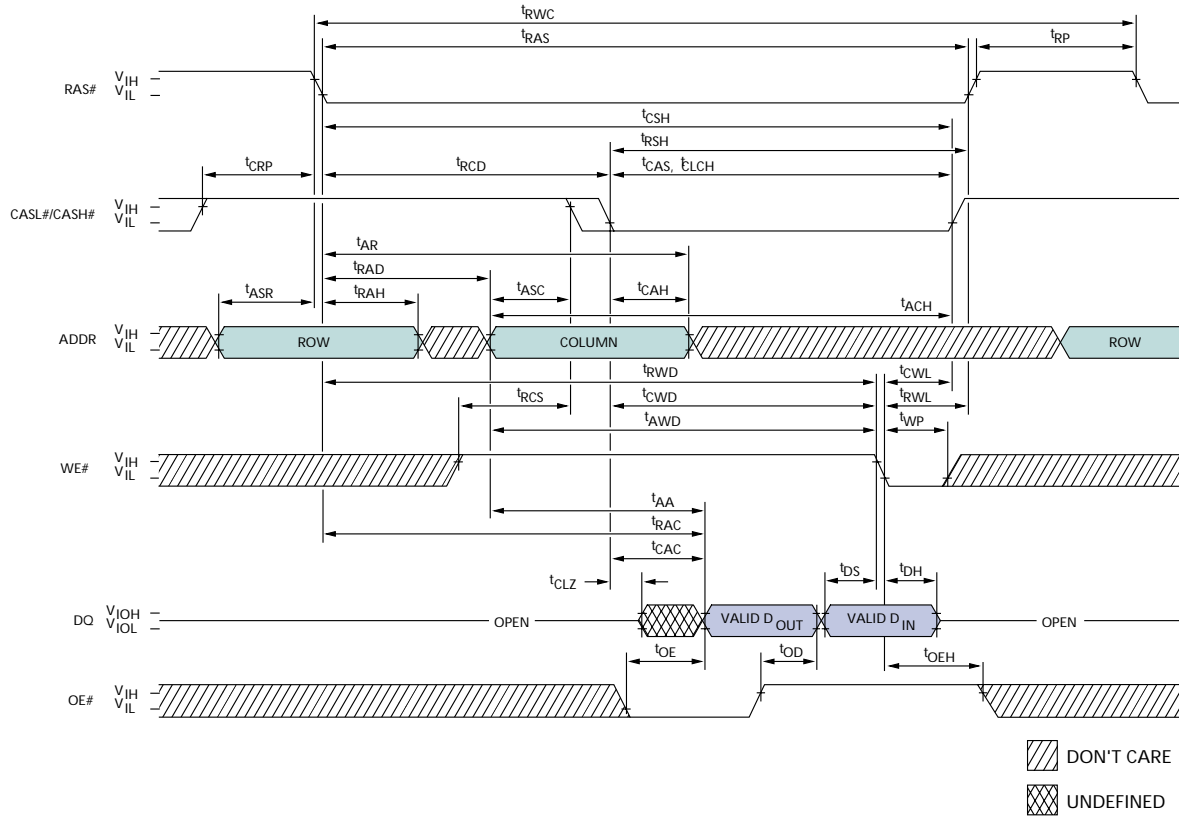 tRWC
tRAS tRP
RAS# VIH
VIL
tCSH
tRSH
tCRP tRCD tCAS, tCLCH
CASL#/CASH# VIH
VIL
tAR
tRAD
tASR tRAH tASC tCAH tACH
ADDR VIH
VIL
ROW COLUMN ROW
tRWD tCWL
tRCS tCWD tRWL
tAWD tWP
WE# VIH
VIL
tAA
tRAC
tCAC
tCLZ tDS tDH
DQ VIOH
VIOL
OPEN VALID DOUT VALID DIN OPEN
tOE tOD tOEH
OE# VIH
VIL
DON'T CARE
UNDEFINED